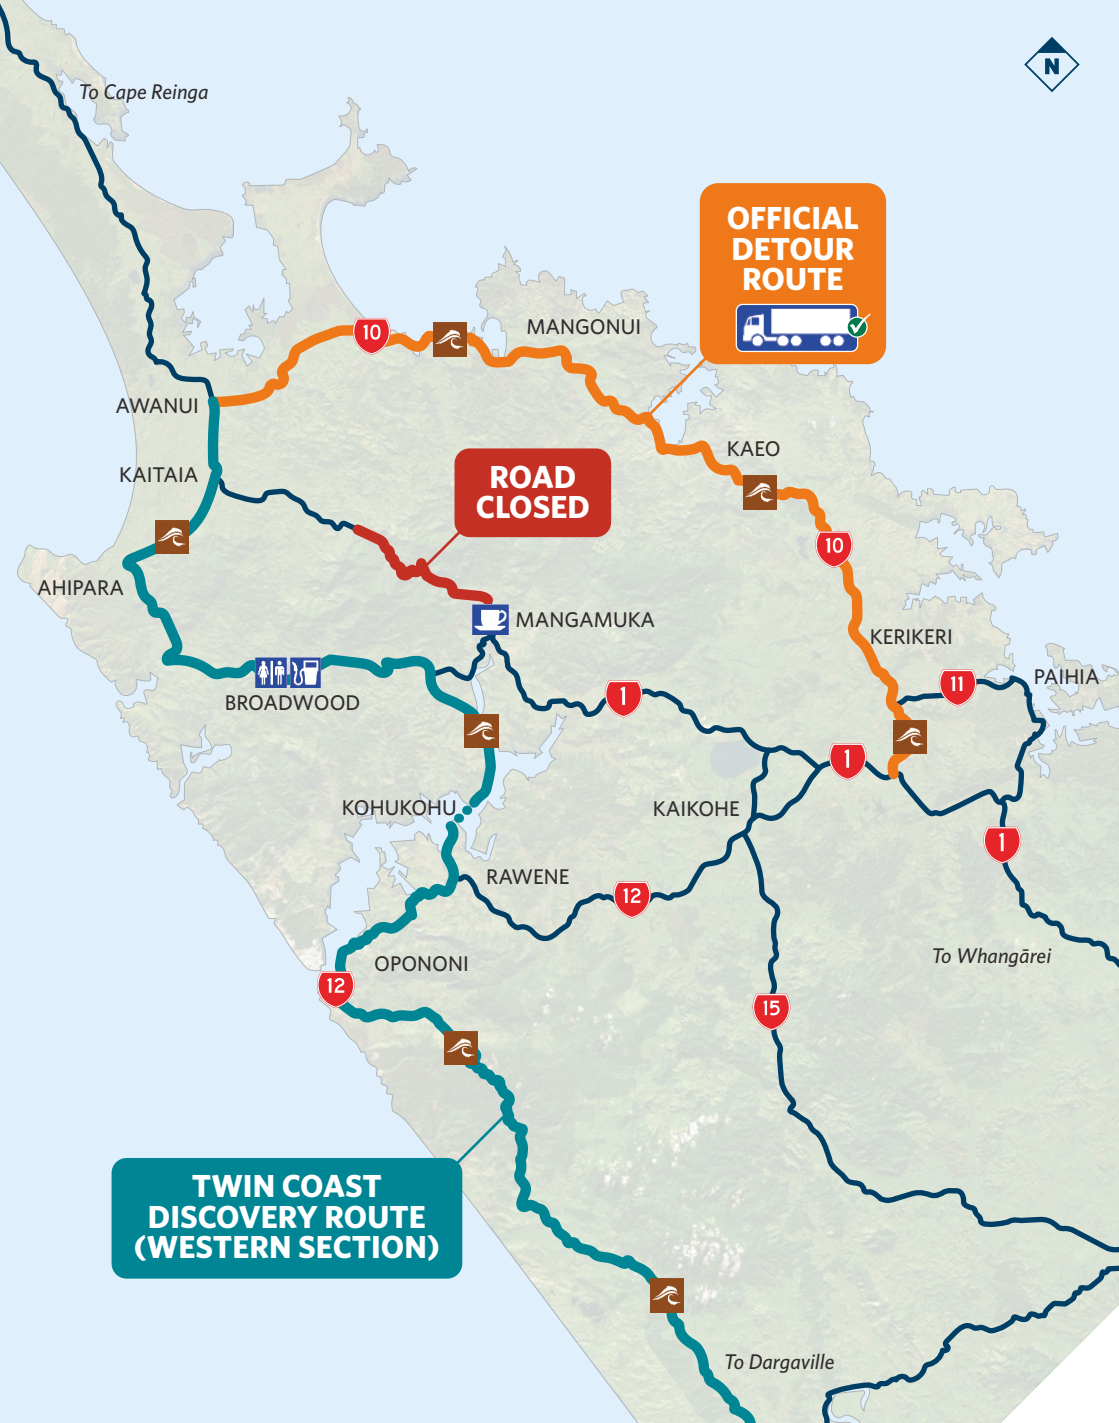 N
To Cape Reinga
OFFICIAL
DETOUR
ROUTE
10
MANGONUI
AWANUI
KAEO
KAITAIA
ROAD
CLOSED
10
AHIPARA
MANGAMUKA
KERIKERI
PAIHIA
11
1
BROADWOOD
1
KOHUKOHU
KAIKOHE
1
RAWENE
12
To Whangārei
OPONONI
12
15
TWIN COAST
DISCOVERY ROUTE
(WESTERN SECTION)
To Dargaville